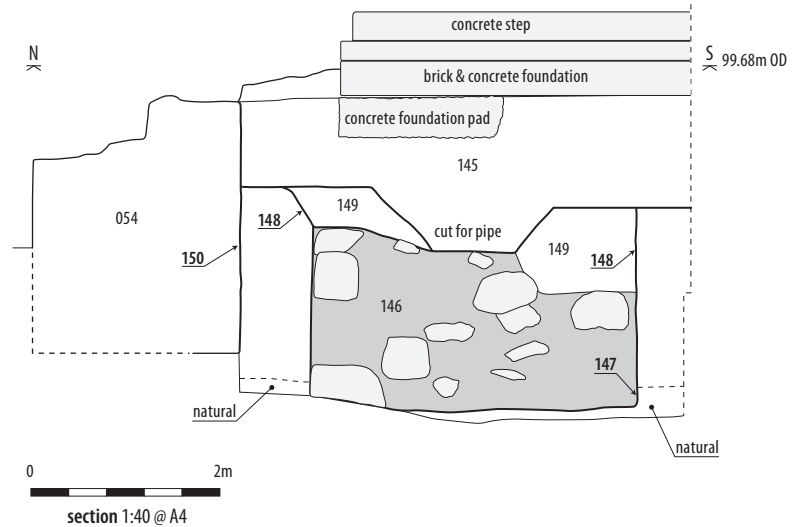 concrete step
N
S 99.68m OD
brick & concrete foundation
concrete foundation pad
145
054
149
148
cut for pipe
149
148
150
146
147
natural
natural
0 2m
section 1:40 @ A4